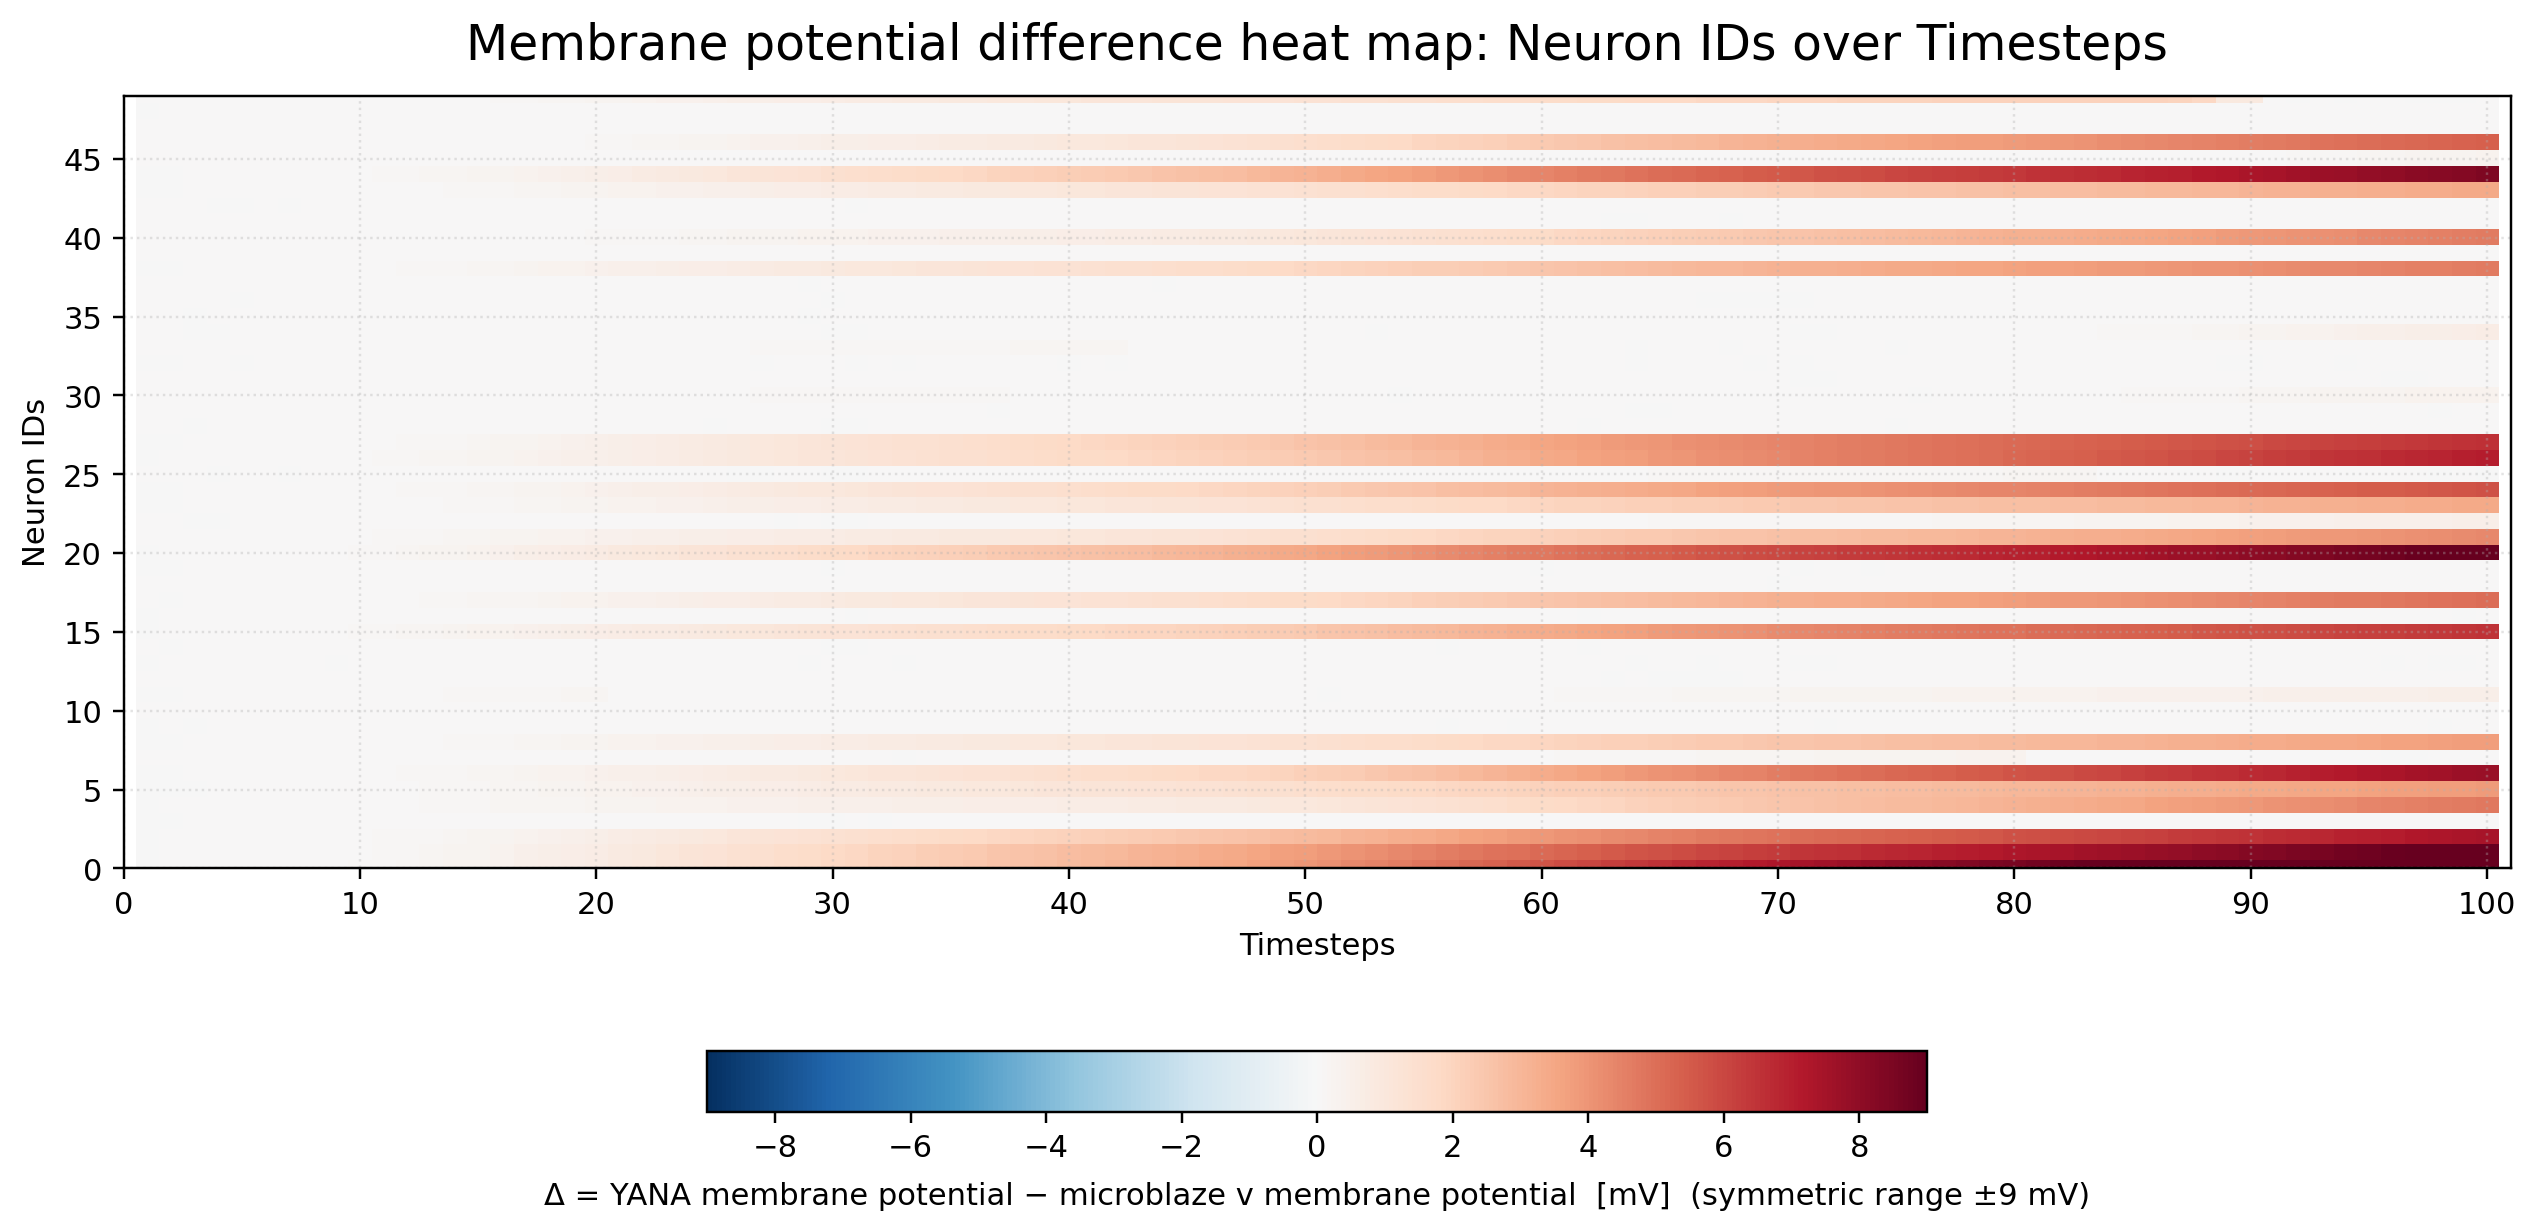 Membrane potential difference heat map: Neuron IDs over Timesteps
Neuron IDs
45
40
35
30
25
20
15
10
5
0
0 10 20 30 40 50 60 70 80 90 100
Timesteps
−8 −6 −4 −2 0 2 4 6 8
Δ = YANA membrane potential − microblaze v membrane potential [mV] (symmetric range ±9 mV)